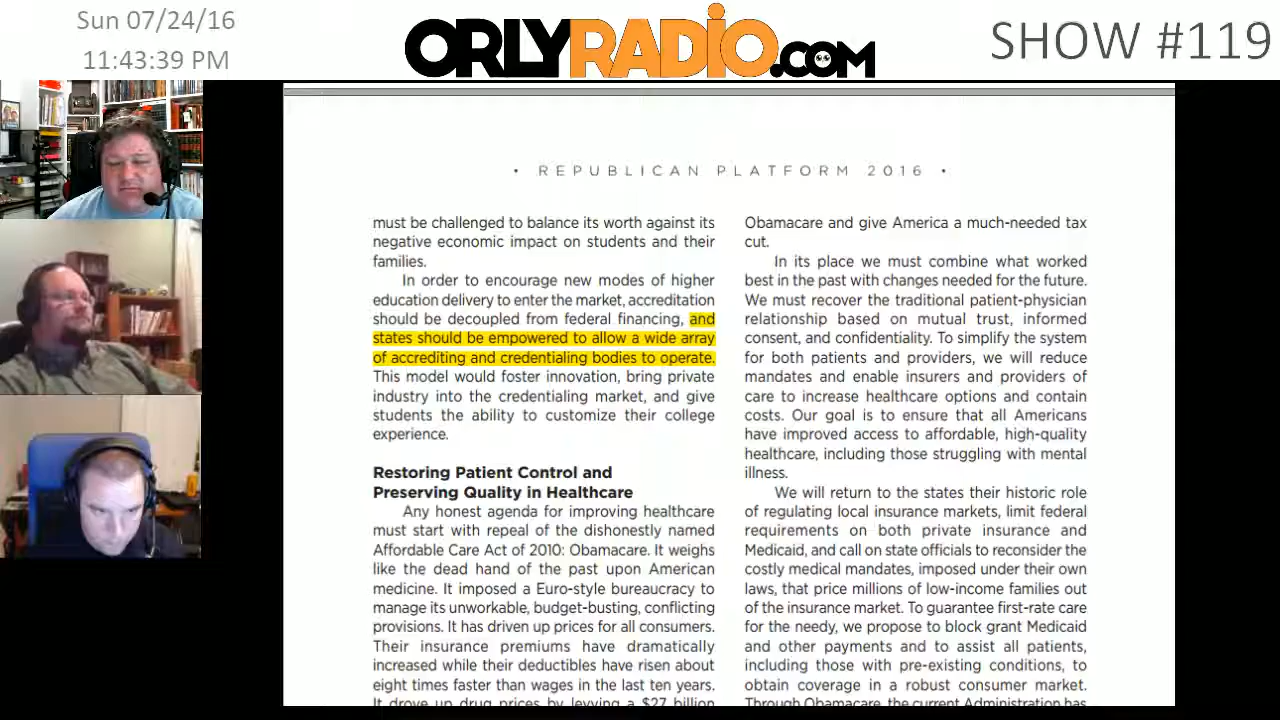 Sun 07/24/16
11:43:39 PM
ORLYRADIO.COM
SHOW #119
• REPUBLICAN PLATFORM 2016 •
must be challenged to balance its worth against its
negative economic impact on students and their
families.
In order to encourage new modes of higher
education delivery to enter the market, accreditation
should be decoupled from federal financing, and
states should be empowered to allow a wide array
of accrediting and credentialing bodies to operate.
This model would foster innovation, bring private
industry into the credentialing market, and give
students the ability to customize their college
experience.
Restoring Patient Control and
Preserving Quality in Healthcare
Any honest agenda for improving healthcare
must start with repeal of the dishonestly named
Affordable Care Act of 2010: Obamacare. It weighs
like the dead hand of the past upon American
medicine. It imposed a Euro-style bureaucracy to
manage its unworkable, budget-busting, conflicting
provisions. It has driven up prices for all consumers.
Their insurance premiums have dramatically
increased while their deductibles have risen about
eight times faster than wages in the last ten years.
It drove up drug prices by levying a $27 billion
Obamacare and give America a much-needed tax
cut.
In its place we must combine what worked
best in the past with changes needed for the future.
We must recover the traditional patient-physician
relationship based on mutual trust, informed
consent, and confidentiality. To simplify the system
for both patients and providers, we will reduce
mandates and enable insurers and providers of
care to increase healthcare options and contain
costs. Our goal is to ensure that all Americans
have improved access to affordable, high-quality
healthcare, including those struggling with mental
illness.
We will return to the states their historic role
of regulating local insurance markets, limit federal
requirements on both private insurance and
Medicaid, and call on state officials to reconsider the
costly medical mandates, imposed under their own
laws, that price millions of low-income families out
of the insurance market. To guarantee first-rate care
for the needy, we propose to block grant Medicaid
and other payments and to assist all patients,
including those with pre-existing conditions, to
obtain coverage in a robust consumer market.
Through Obamacare, the current Administration has